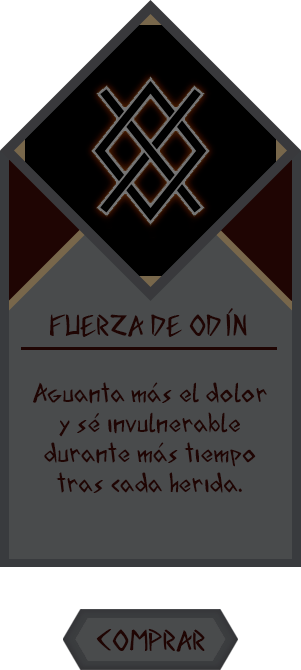 FUERZA DE ODÍN
Aguanta más el dolor
y sé invulnerable
durante más tiempo
tras cada herida.
COMPRAR